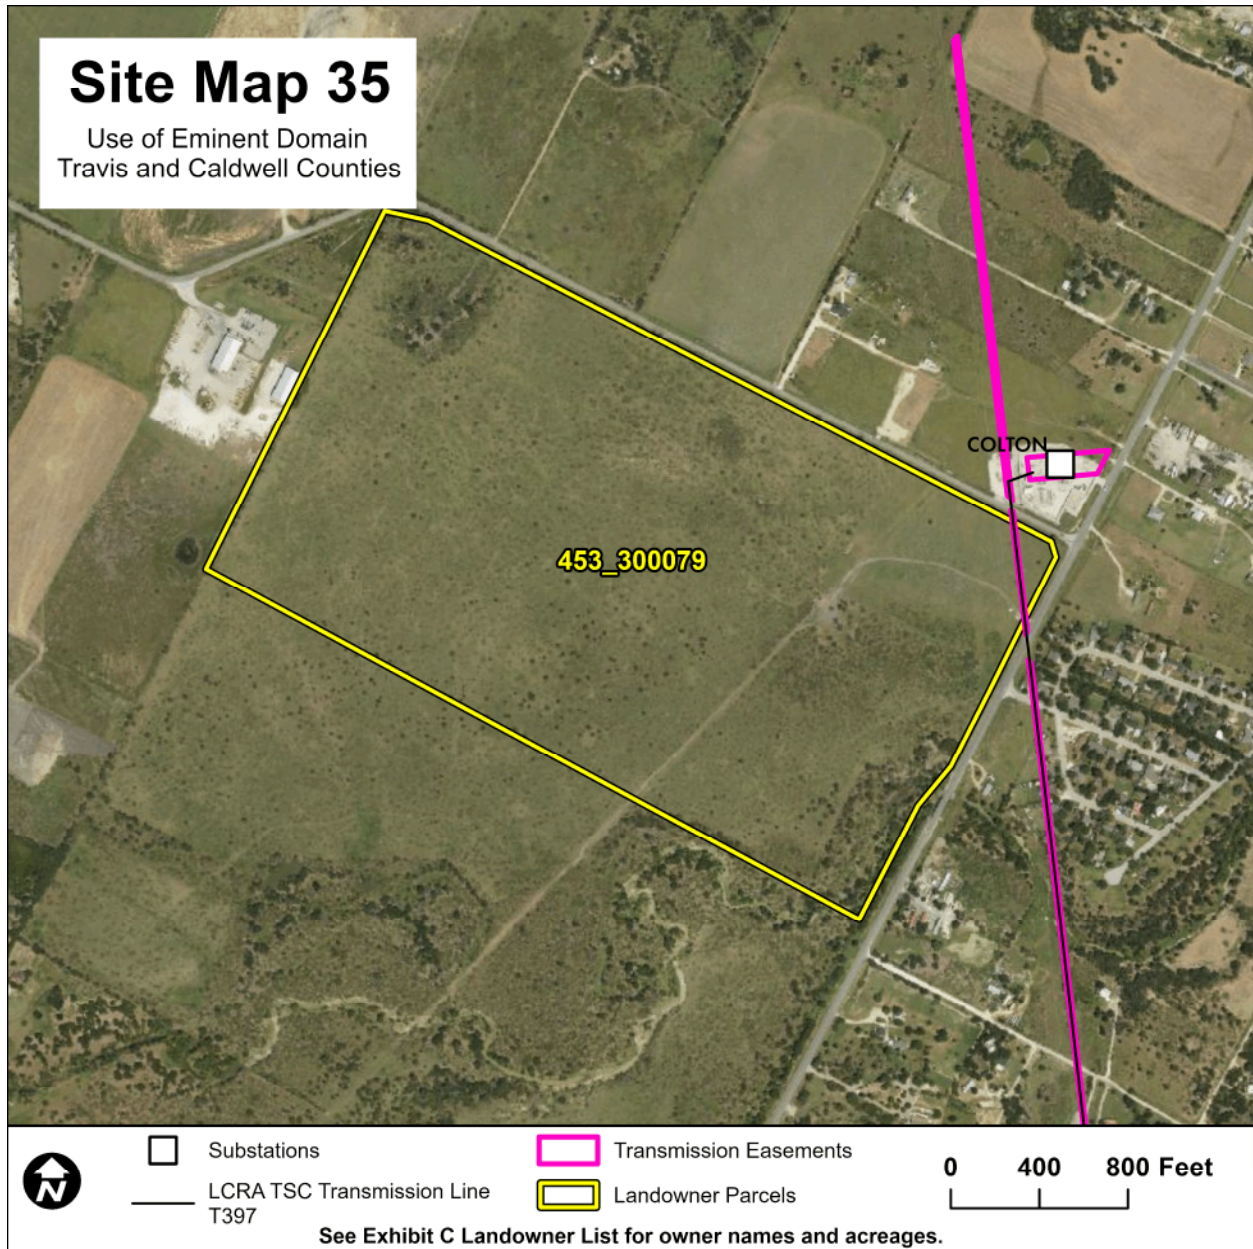 Site Map 35
Use of Eminent Domain
Travis and Caldwell Counties
COLTON
453_300079
N
Substations
LCRA TSC Transmission Line
T397
Transmission Easements
Landowner Parcels
0 400 800 Feet
See Exhibit C Landowner List for owner names and acreages.